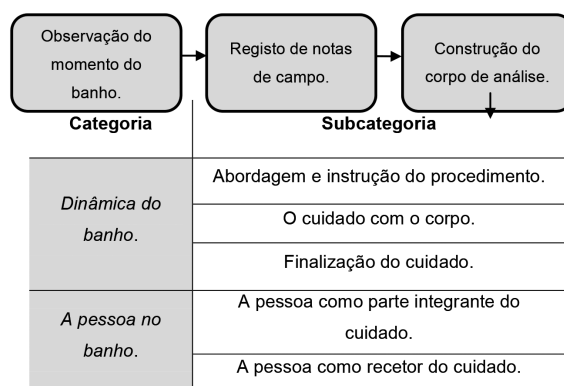 Observação do
momento do
banho.
Registo de notas
de campo.
Construção do
corpo de análise.
Categoria
Subcategoria
Dinâmica do
banho.
Abordagem e instrução do procedimento.
O cuidado com o corpo.
Finalização do cuidado.
A pessoa no
banho.
A pessoa como parte integrante do
cuidado.
A pessoa como recetor do cuidado.